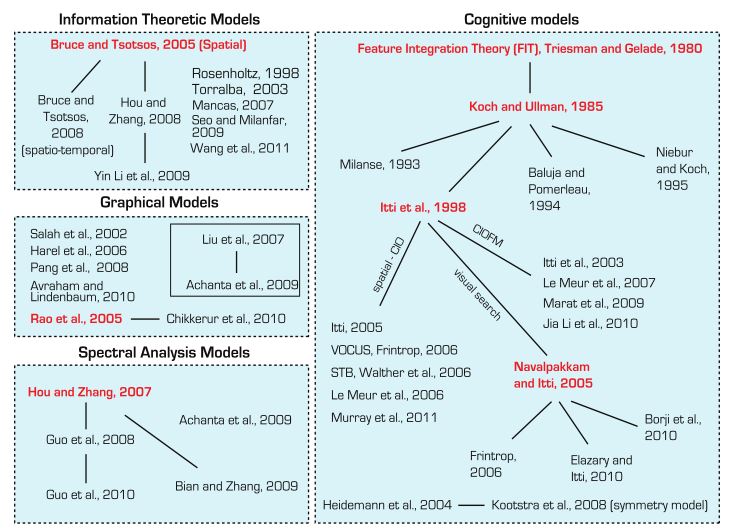 Information Theoretic Models
Bruce and Tsotsos, 2005 (Spatial)
Bruce and
Tsotsos,
2008
(spatio-temporal)
Hou and
Zhang, 2008
Rosenholtz, 1998
Torralba, 2003
Mancas, 2007
Seo and Milanfar,
2009
Wang et al., 2011
Yin Li et al., 2009
Graphical Models
Salah et al., 2002
Harel et al., 2006
Pang et al., 2008
Avraham and
Lindenbaum, 2010
Liu et al., 2007
Achanta et al., 2009
Rao et al., 2005
Chikkerur et al., 2010
Spectral Analysis Models
Hou and Zhang, 2007
Achanta et al., 2009
Guo et al., 2008
Guo et al., 2010
Bian and Zhang, 2009
Cognitive models
Feature Integration Theory (FIT), Triesman and Gelade, 1980
Koch and Ullman, 1985
Milanse, 1993
Baluja and
Pomerleau,
1994
Niebur
and Koch,
1995
Itti et al., 1998
spatial - CIO
visual search
CIOFM
Itti et al., 2003
Le Meur et al., 2007
Marat et al., 2009
Jia Li et al., 2010
Itti, 2005
VOCUS, Frintrop, 2006
STB, Walther et al., 2006
Le Meur et al., 2006
Murray et al., 2011
Navalpakkam
and Itti, 2005
Frintrop,
2006
Elazary and
Itti, 2010
Borji et al.,
2010
Heidemann et al., 2004
Kootstra et al., 2008 (symmetry model)